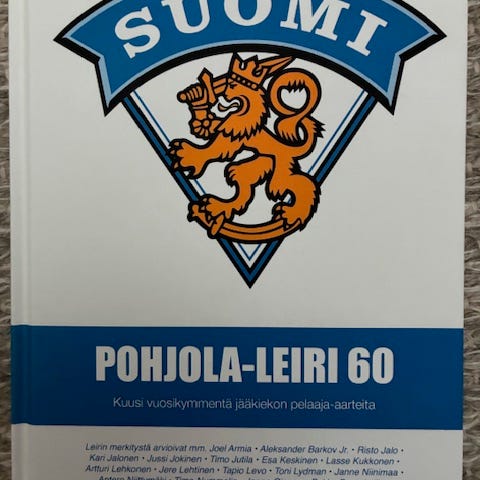 SUOMI
POHJOLA-LEIRI 60
Kuusi vuosikymmentä jääkiekon pelaaja-aarteita
Leirin merkitystä arvioivat m.m. Joel Armia • Aleksander Barkov Jr. • Risto Jalo •
Kari Jalonen • Jussi Jokinen • Timo Jutila • Esa Keskinen • Lasse Kukkonen •
Artturi Lehkonen • Jere Lehtinen • Tapio Levo • Toni Lydman • Janne Niinimaa •